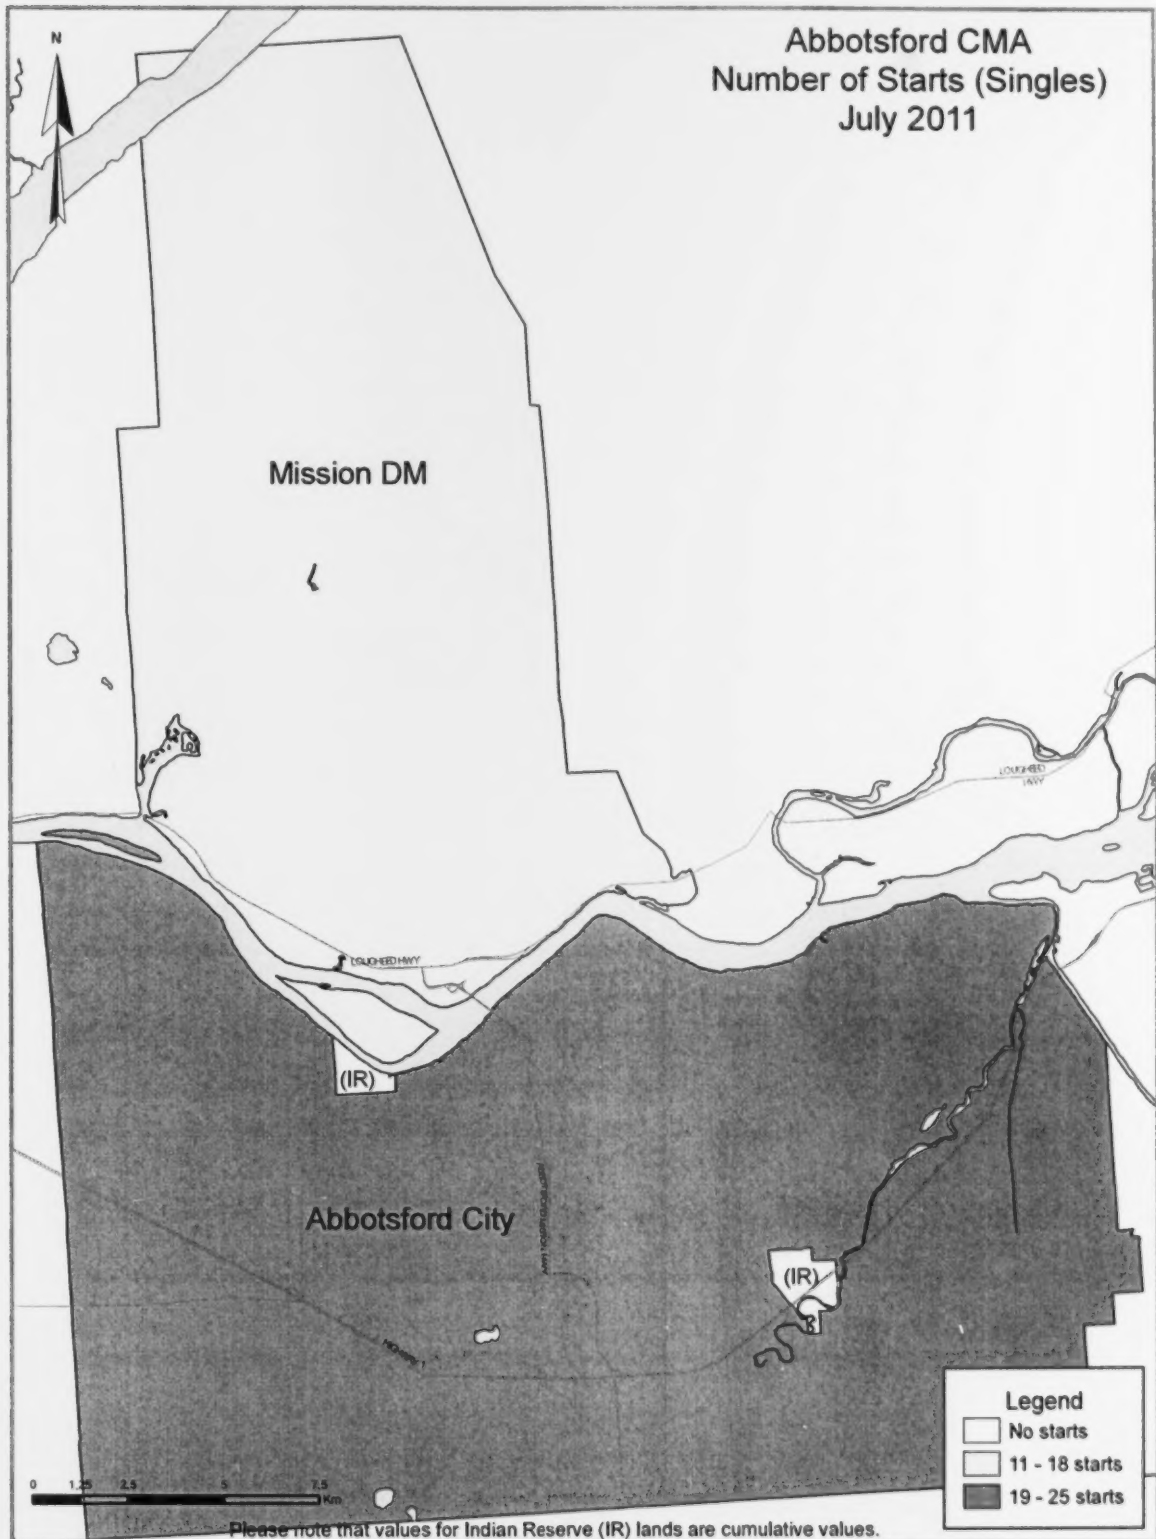 N
Abbotsford CMA
Number of Starts (Singles)
July 2011
Mission DM
LOUGHEED
HWY
LOUGHEED HWY
(IR)
Abbotsford City
(IR)
HIGHWAY 1
Legend
No starts
11 - 18 starts
19 - 25 starts
0 1.25 2.5 5 7.5
Km
Please note that values for Indian Reserve (IR) lands are cumulative values.